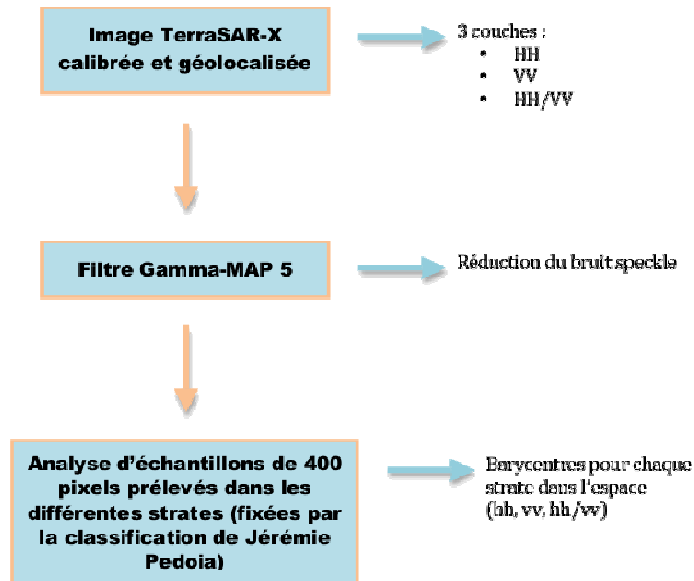 Image TerraSAR-X
calibrée et géolocalisée
3 couches :
• HH
• VV
• HH/VV
Filtre Gamma-MAP 5
Réduction du bruit speckle
Analyse d'échantillons de 400
pixels prélevés dans les
différentes strates (fixées par
la classification de Jérémie
Pedoia)
Barycentres pour chaque
strate dans l'espace
(hh, vv, hh/vv)